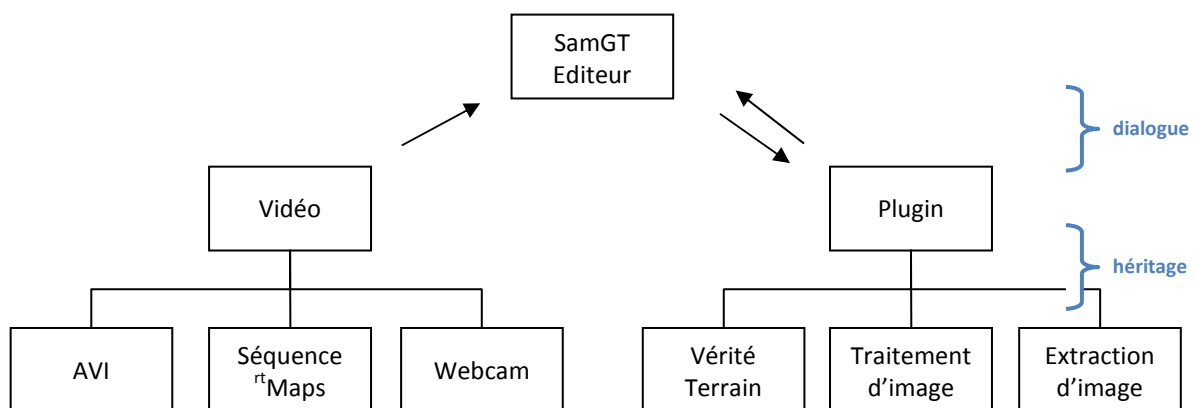 SamGT
Editeur
dialogue
Vidéo
Plugin
héritage
AVI
Séquence
rtMaps
Webcam
Vérité
Terrain
Traitement
d'image
Extraction
d'image